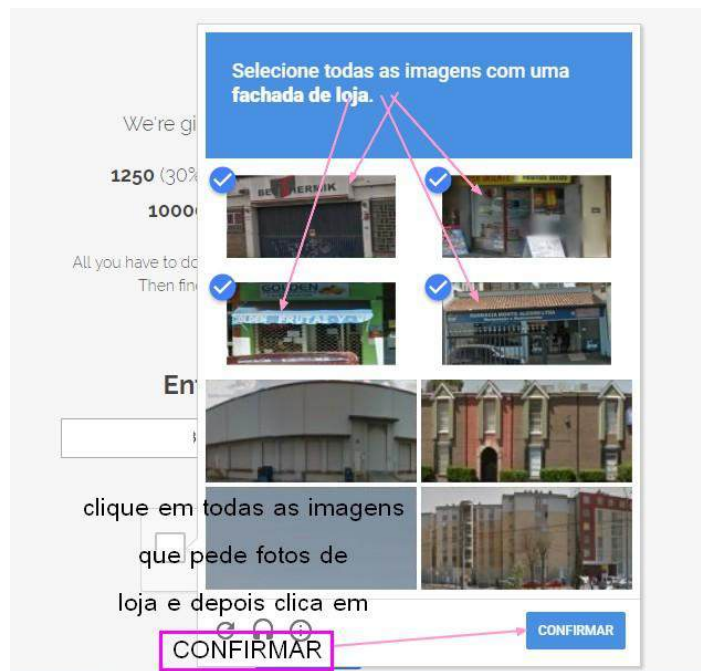 Selecione todas as imagens com uma
fachada de loja.
We're gi
1250 (30%
1000
All you have to do
Then fin
GOLDEN
FRUTAS Y
En
clique em todas as imagens
que pede fotos de
loja e depois clica em
CONFIRMAR
CONFIRMAR